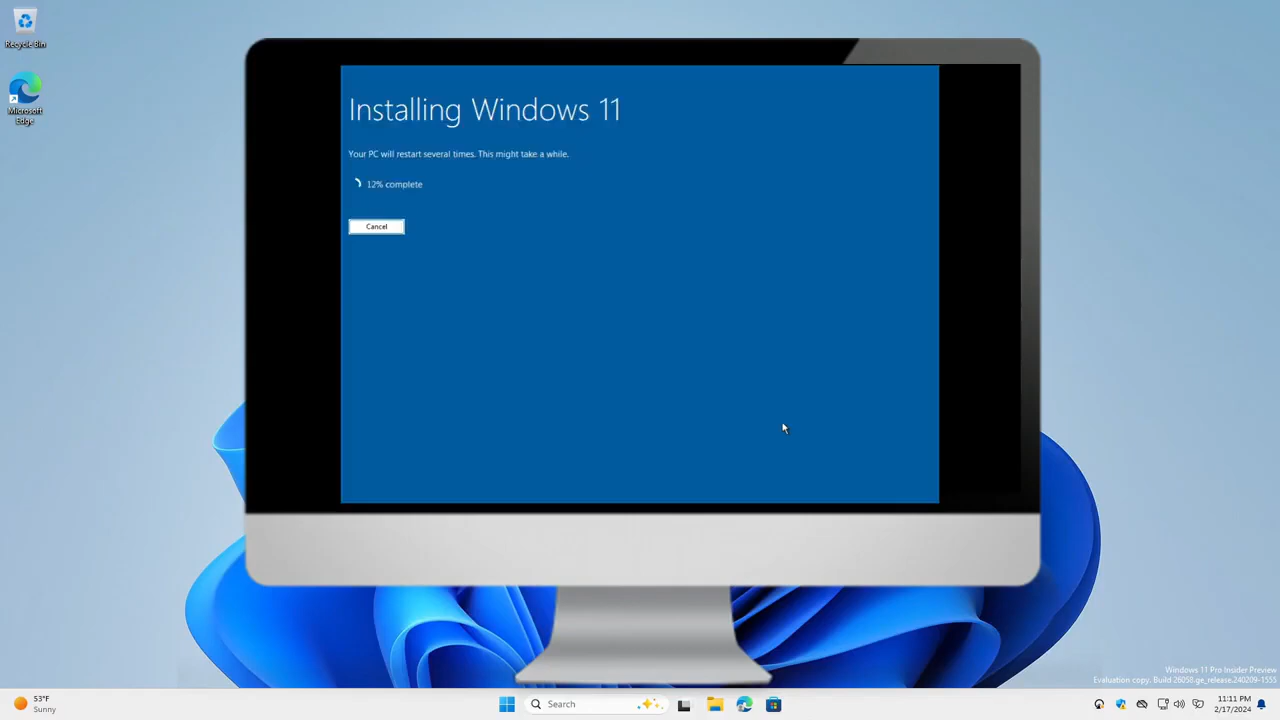 Recycle Bin
Microsoft
Edge
Installing Windows 11
Your PC will restart several times. This might take a while.
12% complete
Cancel
Windows 11 Pro Insider Preview
Evaluation copy. Build 26058.ge_release.240209-1555
53°F
Sunny
Search
11:11 PM
2/17/2024